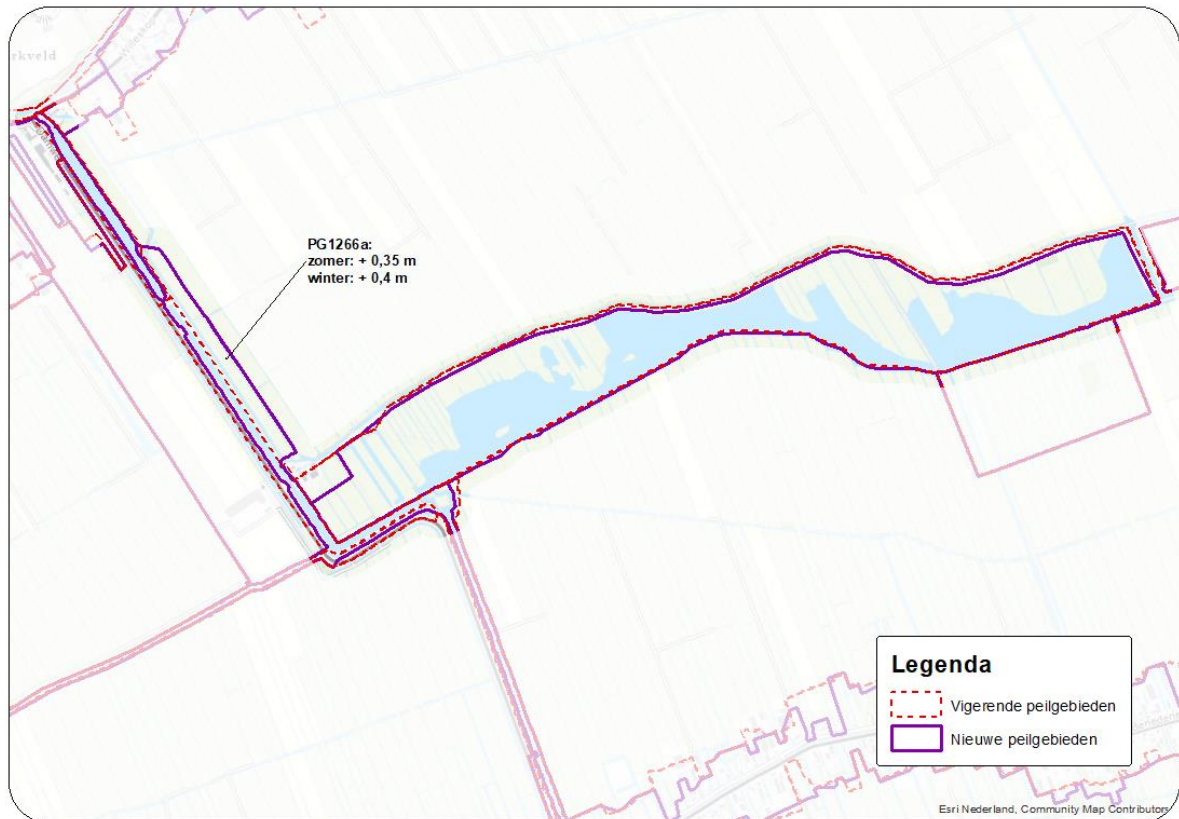 PG1266a:
zomer: + 0,35 m
winter: + 0,4 m
Legenda
Vigerende peilgebieden
Nieuwe peilgebieden
Esri Nederland, Community Map Contributors